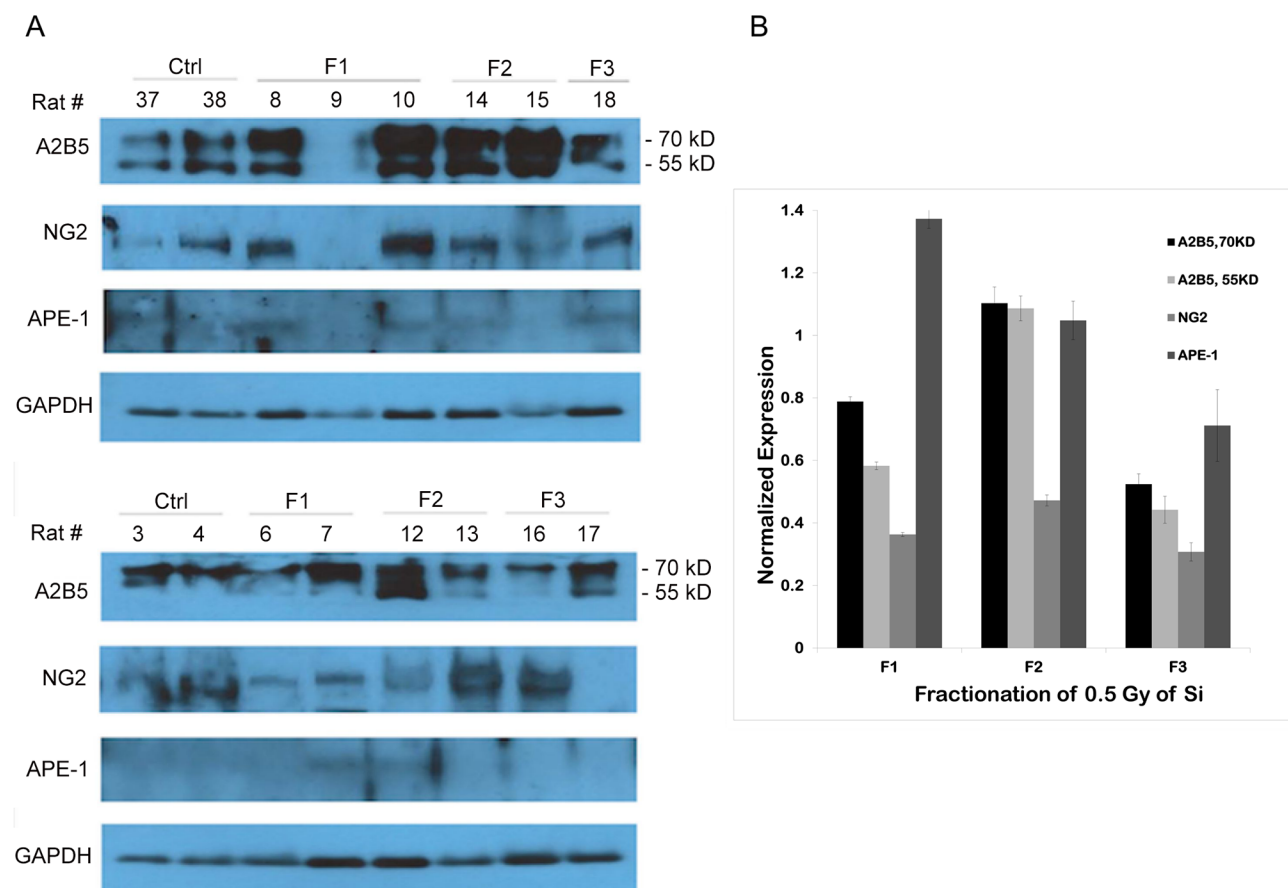 A
Ctrl F1 F2 F3
Rat # 37 38 8 9 10 14 15 18
A2B5
- 70 kD
- 55 kD
NG2
APE-1
GAPDH
Ctrl F1 F2 F3
Rat # 3 4 6 7 12 13 16 17
A2B5
- 70 kD
- 55 kD
NG2
APE-1
GAPDH
B
Normalized Expression
1.4
1.2
1
0.8
0.6
0.4
0.2
0
A2B5,70KD
A2B5, 55KD
NG2
APE-1
F1 F2 F3
Fractionation of 0.5 Gy of Si